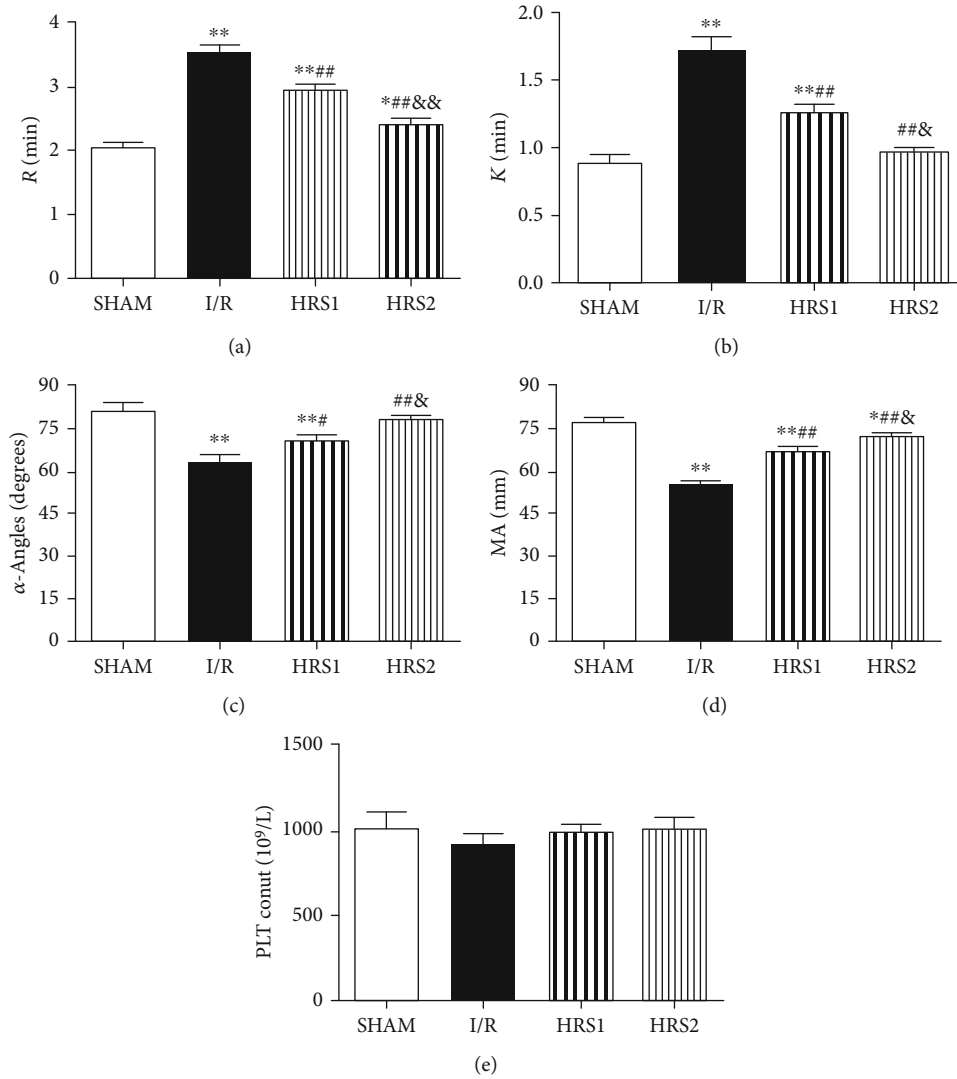 4
3
2
1
0
R (min)
**
**##
*##&&
SHAM I/R HRS1 HRS2
(a)
2.0
1.5
1.0
0.5
0.0
K (min)
**
**##
##&
SHAM I/R HRS1 HRS2
(b)
90
75
60
45
30
15
0
α-Angles (degrees)
**
**#
##&
SHAM I/R HRS1 HRS2
(c)
90
75
60
45
30
15
0
MA (mm)
**
**##
*##&
SHAM I/R HRS1 HRS2
(d)
1500
1000
500
0
PLT conut (10⁹/L)
SHAM I/R HRS1 HRS2
(e)